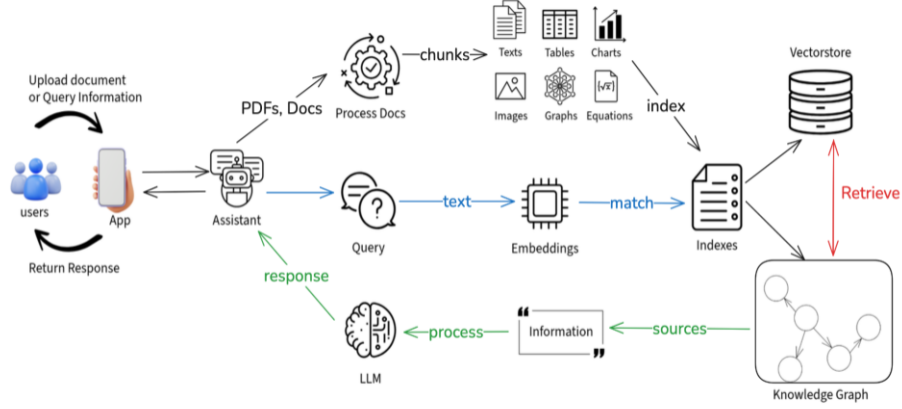 Upload document
or Query Information
users
App
Return Response
Assistant
PDFs, Docs
Process Docs
chunks
Texts
Tables
Charts
Images
Graphs
Equations
{√x}
index
Vectorstore
Query
?
text
Embeddings
match
Indexes
Retrieve
Knowledge Graph
sources
❝
Information
❞
process
LLM
response